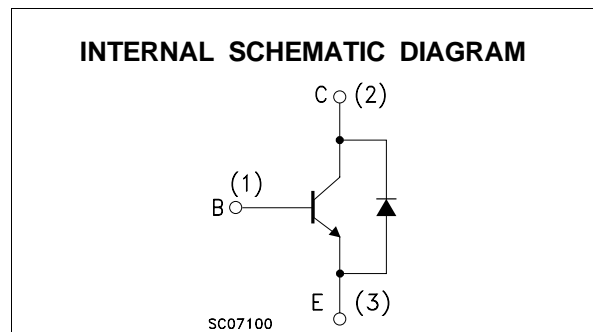 INTERNAL SCHEMATIC DIAGRAM
C (2)
(1)
B
E (3)
SC07100